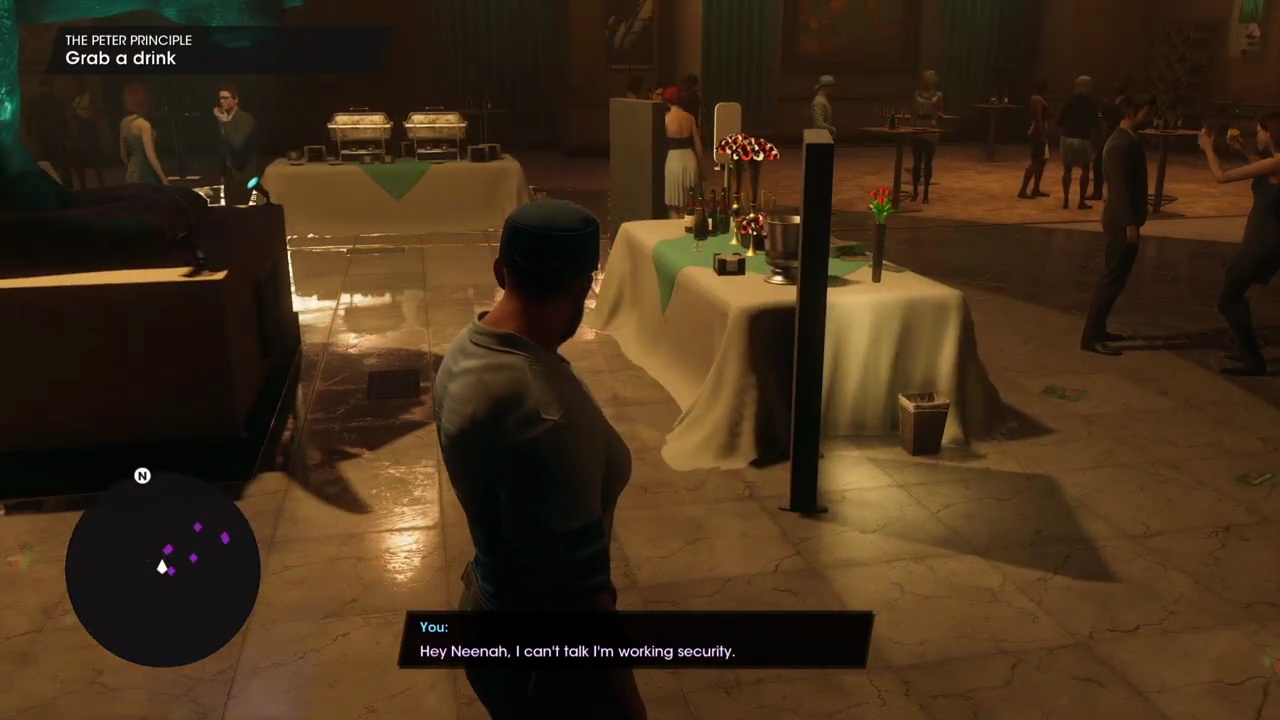 THE PETER PRINCIPLE
Grab a drink
N
You:
Hey Neenah, I can't talk I'm working security.